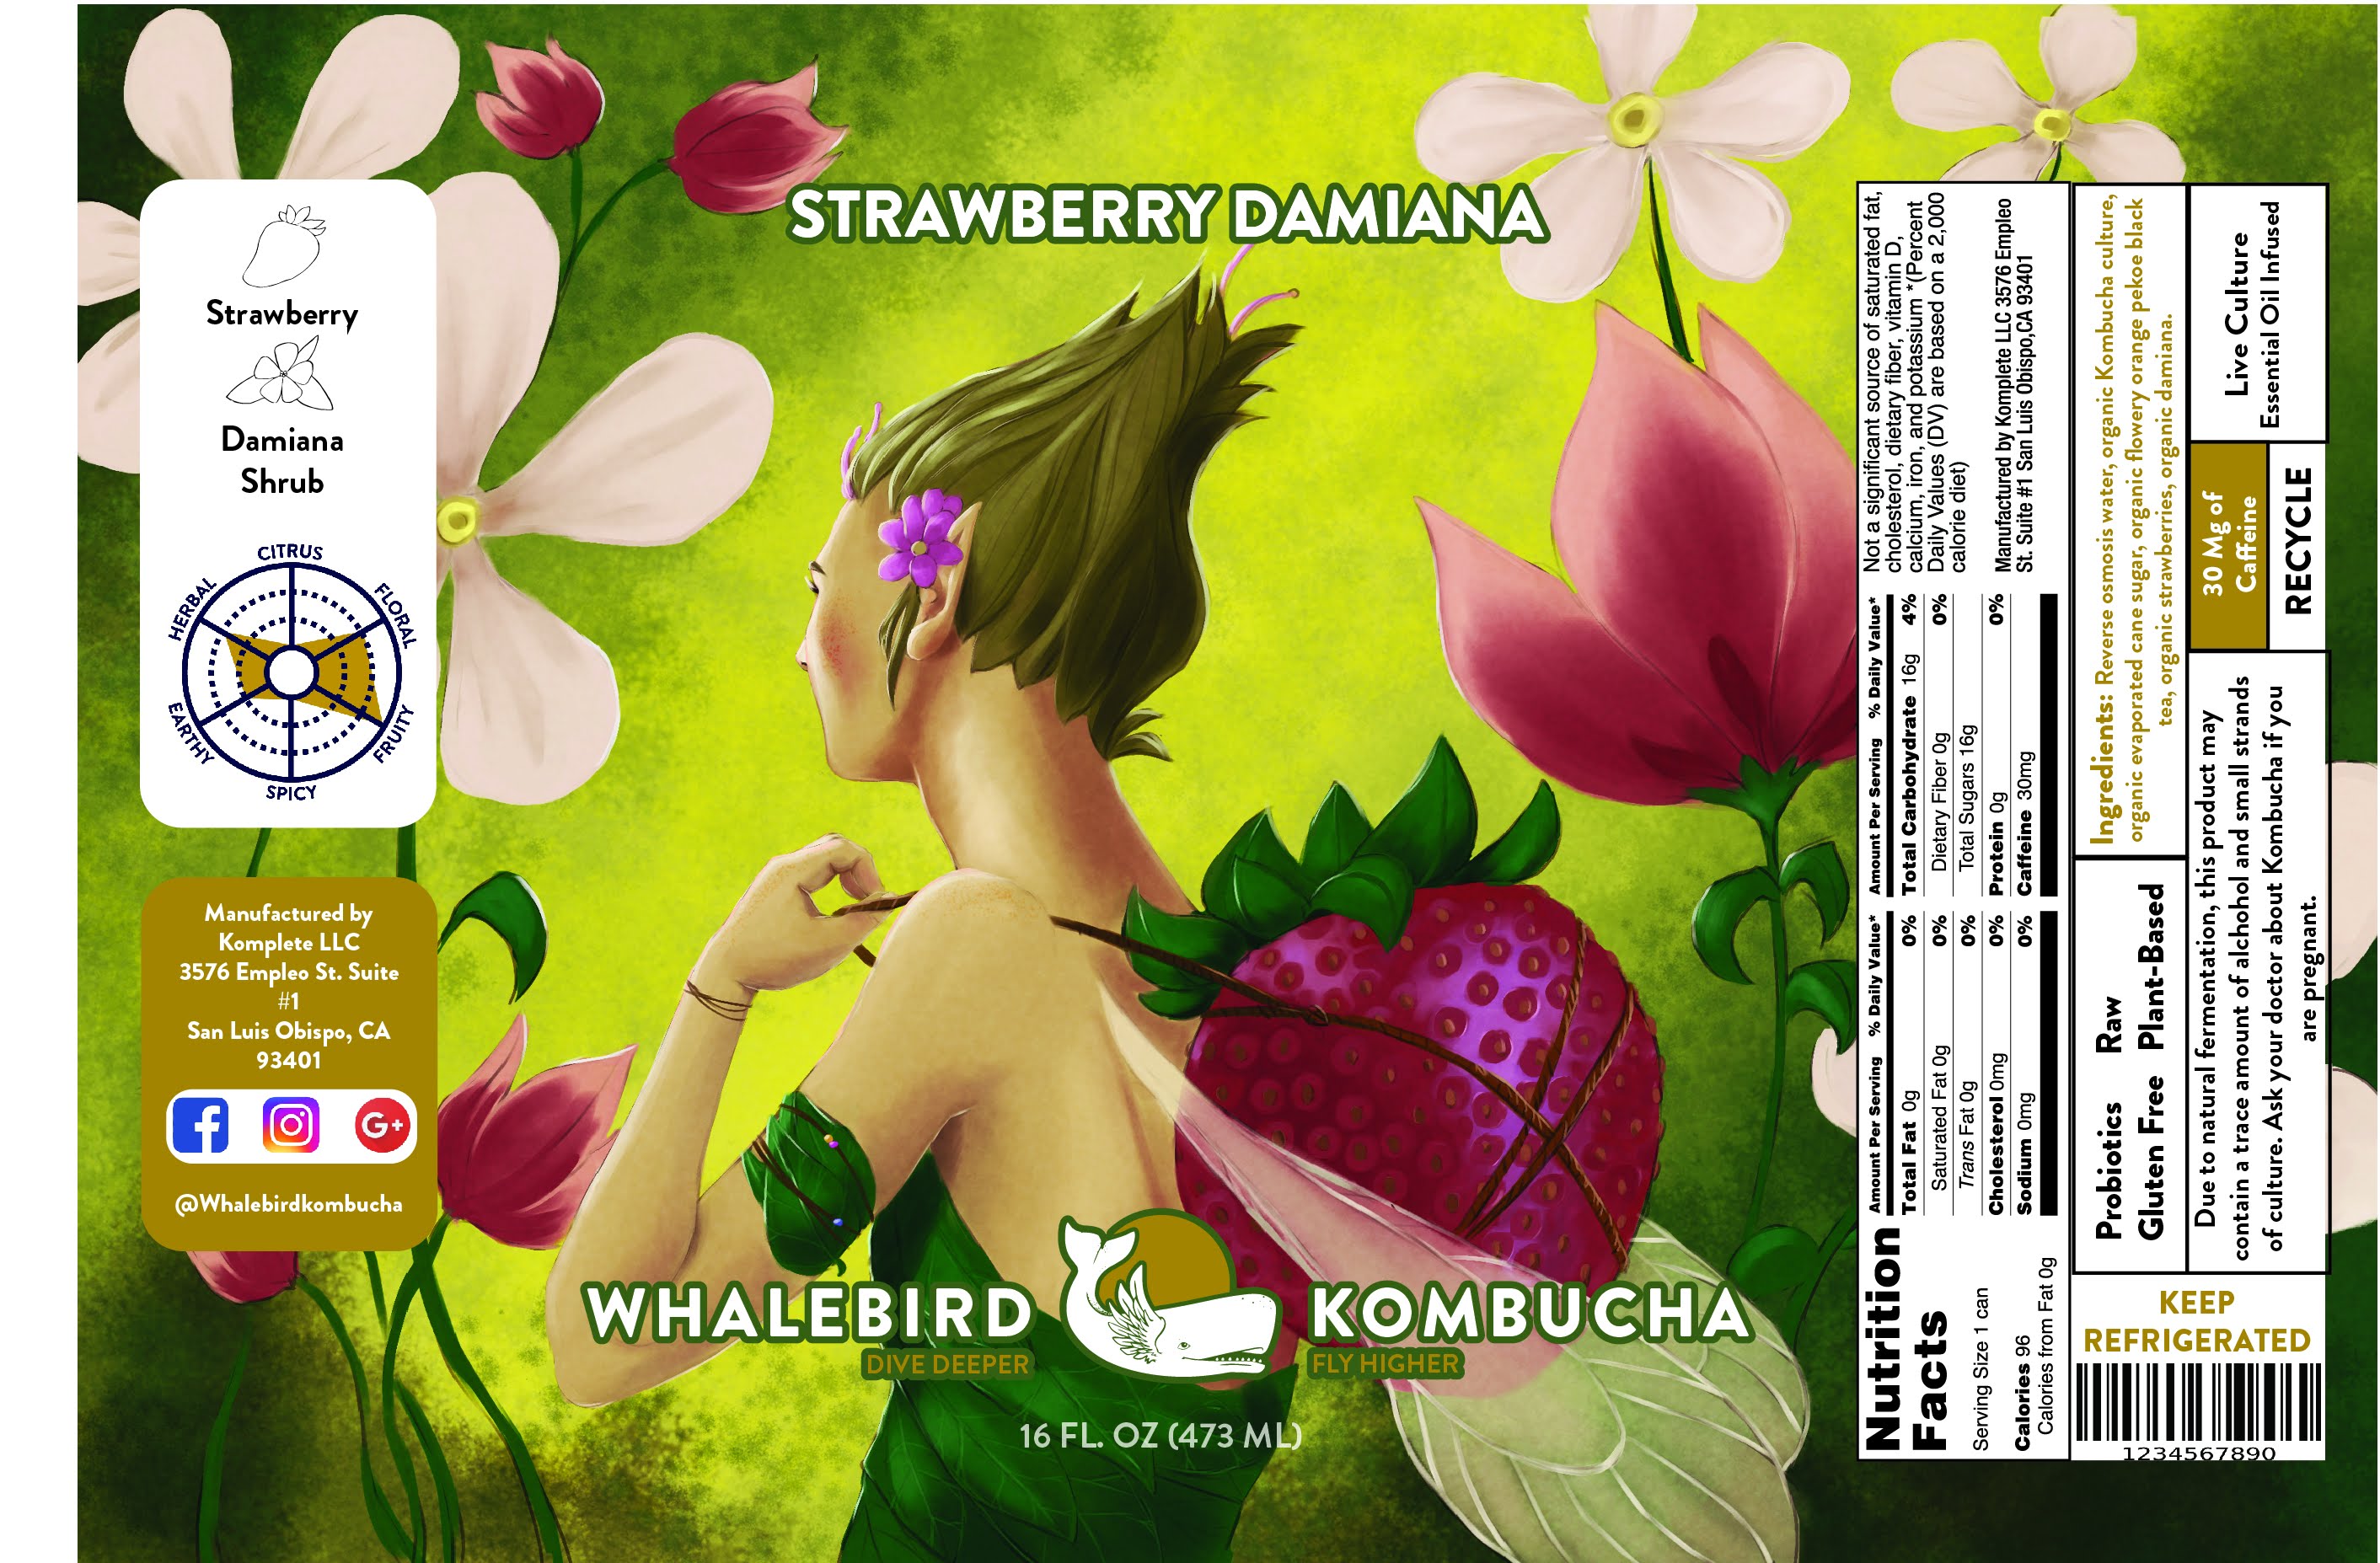 STRAWBERRY DAMIANA
Strawberry
Damiana
Shrub
CITRUS
FLORAL
FRUITY
SPICY
EARTHY
HERBAL
Manufactured by
Komplete LLC
3576 Empleo St. Suite
#1
San Luis Obispo, CA
93401
G+
@Whalebirdkombucha
WHALEBIRD KOMBUCHA
DIVE DEEPER FLY HIGHER
16 FL. OZ (473 ML)
Nutrition
Facts
Serving Size 1 can
Calories 96
Calories from Fat 0g
Amount Per Serving % Daily Value*
Total Fat 0g 0%
Saturated Fat 0g 0%
Trans Fat 0g 0%
Cholesterol 0mg 0%
Sodium 0mg 0%
Amount Per Serving % Daily Value*
Total Carbohydrate 16g 4%
Dietary Fiber 0g 0%
Total Sugars 16g
Protein 0g 0%
Caffeine 30mg
Not a significant source of saturated fat,
cholesterol, dietary fiber, vitamin D,
calcium, iron, and potassium *(Percent
Daily Values (DV) are based on a 2,000
calorie diet)
Manufactured by Komplete LLC 3576 Empleo
St. Suite #1 San Luis Obispo,CA 93401
Ingredients: Reverse osmosis water, organic Kombucha culture,
organic evaporated cane sugar, organic flowery orange pekoe black
tea, organic strawberries, organic damiana.
Probiotics Raw
Gluten Free Plant-Based
Due to natural fermentation, this product may
contain a trace amount of alchohol and small strands
of culture. Ask your doctor about Kombucha if you
are pregnant.
30 Mg of
Caffeine
RECYCLE
Live Culture
Essential Oil Infused
KEEP
REFRIGERATED
1234567890